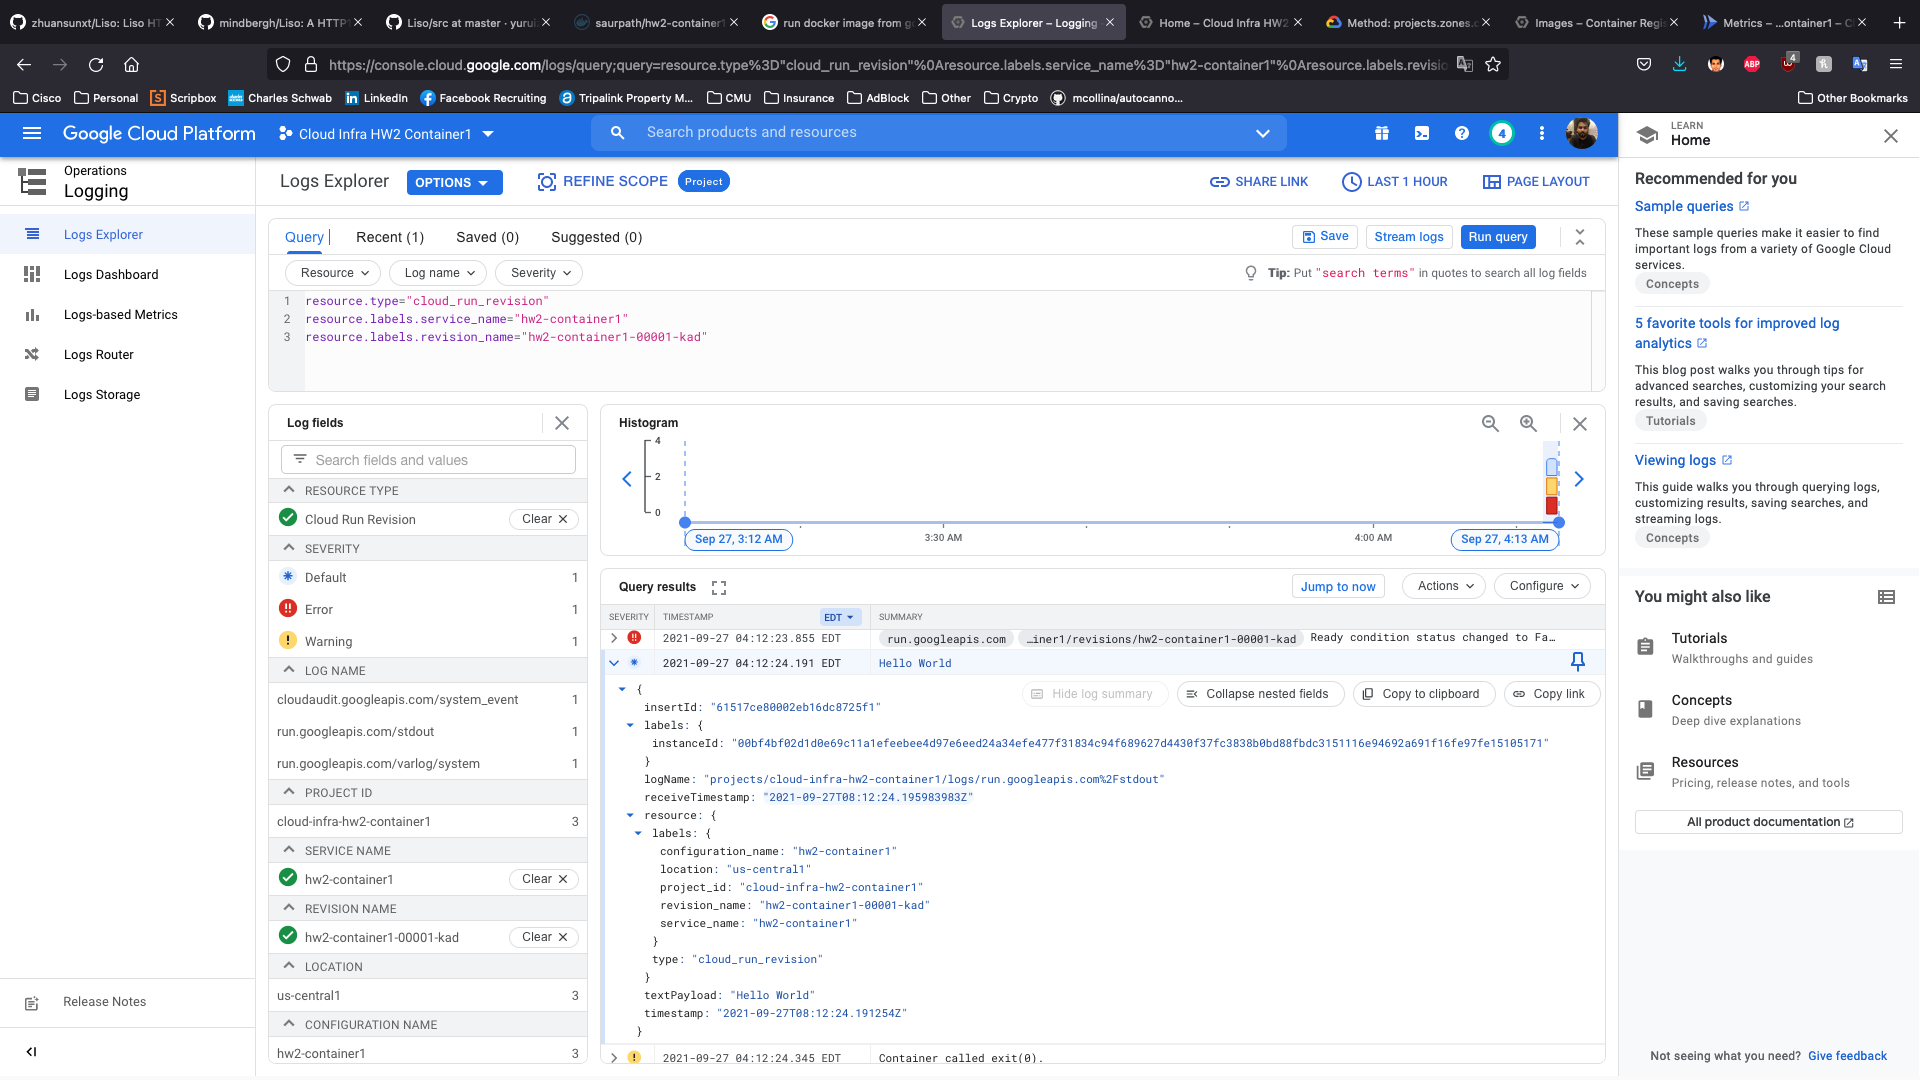 zhuansunxt/Liso: Liso HT
mindbergh/Liso: A HTTP
Liso/src at master · yurui
saurpath/hw2-container1
run docker image from g
Logs Explorer – Logging
Home – Cloud Infra HW2
Method: projects.zones.c
Images – Container Regis
Metrics – ...ontainer1 – C
https://console.cloud.google.com/logs/query;query=resource.type%3D"cloud_run_revision"%0Aresource.labels.service_name%3D"hw2-container1"%0Aresource.labels.revisio
ABP
4
Cisco
Personal
Scripbox
Charles Schwab
LinkedIn
Facebook Recruiting
Tripalink Property M...
CMU
Insurance
AdBlock
Other
Crypto
mcollina/autocanno...
Other Bookmarks
Google Cloud Platform
Cloud Infra HW2 Container1
Search products and resources
4
LEARN
Home
Operations
Logging
Logs Explorer
OPTIONS
REFINE SCOPE
Project
SHARE LINK
LAST 1 HOUR
PAGE LAYOUT
Logs Explorer
Logs Dashboard
Logs-based Metrics
Logs Router
Logs Storage
Release Notes
Query
Recent (1)
Saved (0)
Suggested (0)
Save
Stream logs
Run query
Resource
Log name
Severity
Tip: Put "search terms" in quotes to search all log fields
1 resource.type="cloud_run_revision"
2 resource.labels.service_name="hw2-container1"
3 resource.labels.revision_name="hw2-container1-00001-kad"
Log fields
Search fields and values
RESOURCE TYPE
Cloud Run Revision
Clear
SEVERITY
Default 1
Error 1
Warning 1
LOG NAME
cloudaudit.googleapis.com/system_event 1
run.googleapis.com/stdout 1
run.googleapis.com/varlog/system 1
PROJECT ID
cloud-infra-hw2-container1 3
SERVICE NAME
hw2-container1
Clear
REVISION NAME
hw2-container1-00001-kad
Clear
LOCATION
us-central1 3
CONFIGURATION NAME
hw2-container1 3
Histogram
4
2
0
Sep 27, 3:12 AM
3:30 AM
4:00 AM
Sep 27, 4:13 AM
Query results
Jump to now
Actions
Configure
SEVERITY
TIMESTAMP
EDT
SUMMARY
2021-09-27 04:12:23.855 EDT run.googleapis.com …iner1/revisions/hw2-container1-00001-kad Ready condition status changed to Fa…
2021-09-27 04:12:24.191 EDT Hello World
{
Hide log summary
Collapse nested fields
Copy to clipboard
Copy link
insertId: "61517ce80002eb16dc8725f1"
labels: {
instanceId: "00bf4bf02d1d0e69c11a1efeebee4d97e6eed24a34efe477f31834c94f689627d4430f37fc3838b0bd88fbdc3151116e94692a691f16fe97fe15105171"
}
logName: "projects/cloud-infra-hw2-container1/logs/run.googleapis.com%2Fstdout"
receiveTimestamp: "2021-09-27T08:12:24.195983983Z"
resource: {
labels: {
configuration_name: "hw2-container1"
location: "us-central1"
project_id: "cloud-infra-hw2-container1"
revision_name: "hw2-container1-00001-kad"
service_name: "hw2-container1"
}
type: "cloud_run_revision"
}
textPayload: "Hello World"
timestamp: "2021-09-27T08:12:24.191254Z"
}
2021-09-27 04:12:24.345 EDT Container called exit(0).
Recommended for you
Sample queries
These sample queries make it easier to find
important logs from a variety of Google Cloud
services.
Concepts
5 favorite tools for improved log
analytics
This blog post walks you through tips for
advanced searches, customizing your search
results, and saving searches.
Tutorials
Viewing logs
This guide walks you through querying logs,
customizing results, saving searches, and
streaming logs.
Concepts
You might also like
Tutorials
Walkthroughs and guides
Concepts
Deep dive explanations
Resources
Pricing, release notes, and tools
All product documentation
Not seeing what you need? Give feedback